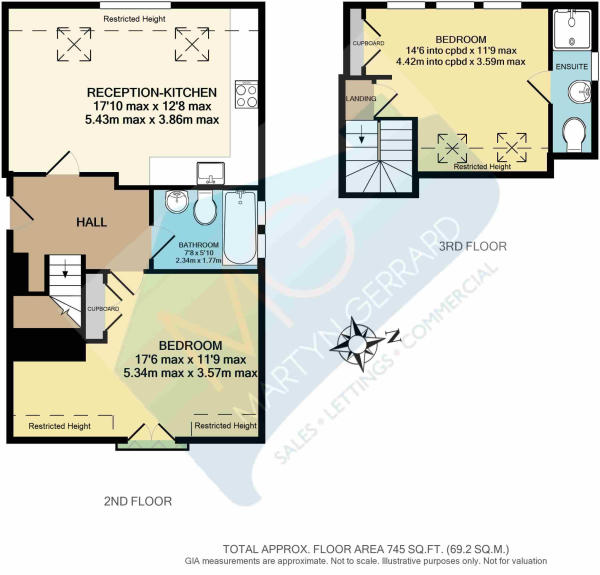 Restricted Height
RECEPTION-KITCHEN
17'10 max x 12'8 max
5.43m max x 3.86m max
HALL
BATHROOM
7'8 x 5'10
2.34m x 1.77m
CUPBOARD
BEDROOM
17'6 max x 11'9 max
5.34m max x 3.57m max
Restricted Height
Restricted Height
2ND FLOOR
BEDROOM
14'6 into cpbd x 11'9 max
4.42m into cpbd x 3.59m max
CUPBOARD
ENSUITE
LANDING
Restricted Height
3RD FLOOR
MG
MARTYN GERRARD
SALES • LETTINGS • COMMERCIAL
N
TOTAL APPROX. FLOOR AREA 745 SQ.FT. (69.2 SQ.M.)
GIA measurements are approximate. Not to scale. Illustrative purposes only. Not for valuation